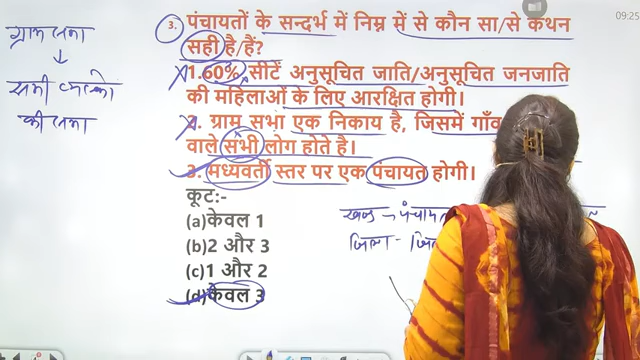 3. पंचायतों के सन्दर्भ में निम्न में से कौन सा/से कथन
सही है/हैं?
1.60% सीटें अनुसूचित जाति/अनुसूचित जनजाति
की महिलाओं के लिए आरक्षित होगी।
2. ग्राम सभा एक निकाय है, जिसमें गाँव
वाले सभी लोग होते है।
3. मध्यवर्ती स्तर पर एक पंचायत होगी।
कूट:-
(a)केवल 1
(b)2 और 3
(c)1 और 2
(d)केवल 3
ग्राम सभा
सभी
की सभा
खण्ड - पंचायत
जिला -
09:25